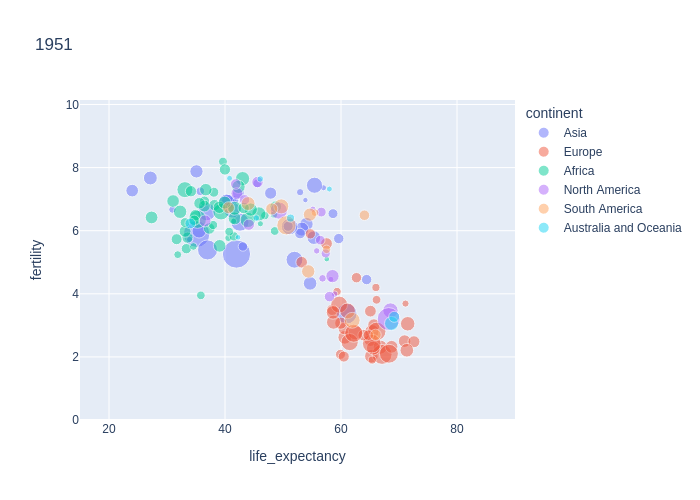 1951
continent
Asia
Europe
Africa
North America
South America
Australia and Oceania
fertility
10
8
6
4
2
0
20
40
60
80
life_expectancy